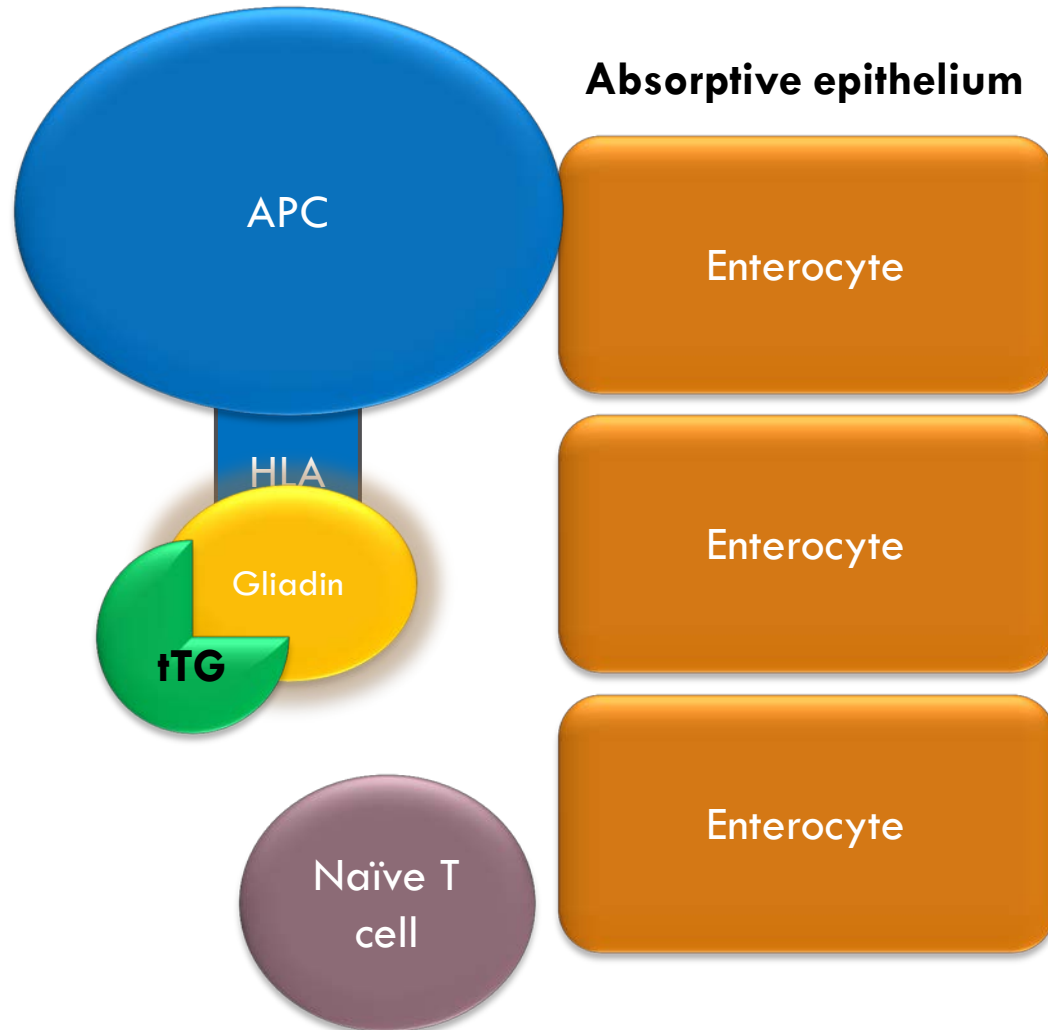 Absorptive epithelium
APC
Enterocyte
HLA
Enterocyte
Gliadin
tTG
Enterocyte
Naïve T
cell